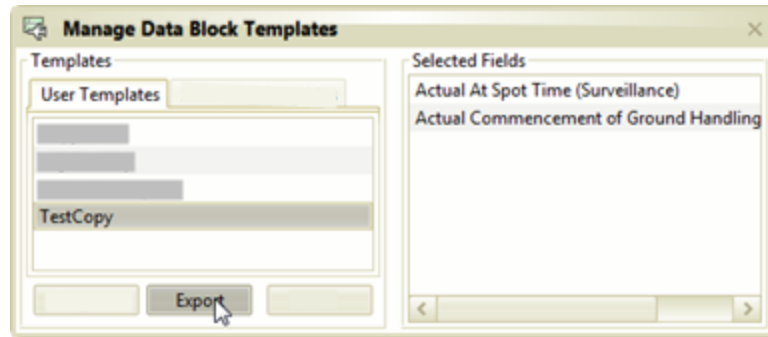 Manage Data Block Templates
Templates
User Templates
TestCopy
Export
Selected Fields
Actual At Spot Time (Surveillance)
Actual Commencement of Ground Handling